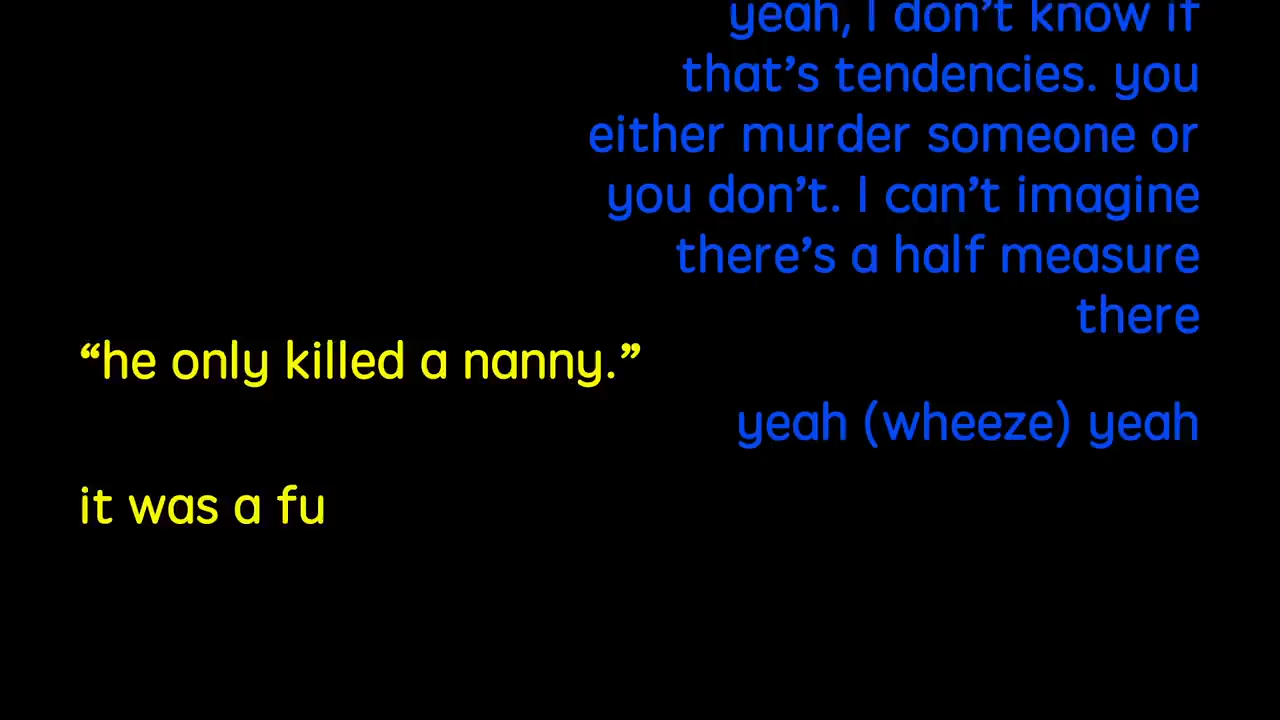 yeah, I don’t know if
that’s tendencies. you
either murder someone or
you don’t. I can’t imagine
there’s a half measure
there
“he only killed a nanny.”
yeah (wheeze) yeah
it was a fu